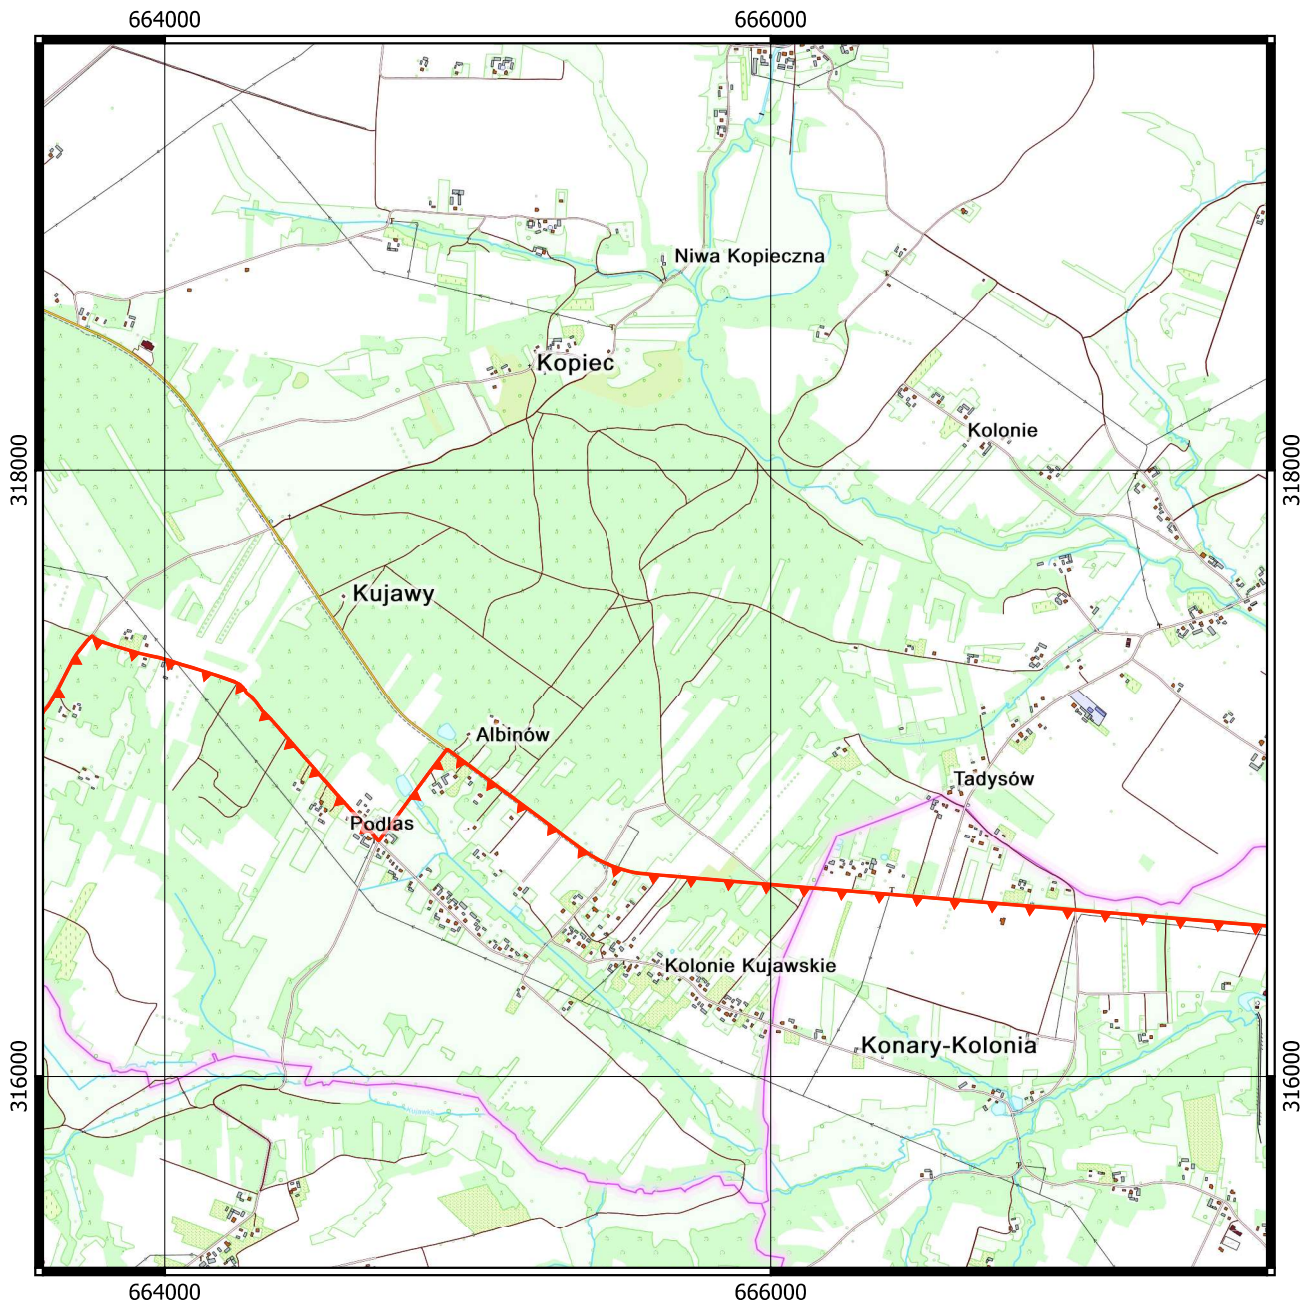 664000
666000
Niwa Kopieczna
Kopiec
Kolonie
318000
318000
Kujawy
Albinów
Tadysów
Podlas
Kolonie Kujawskie
Konary-Kolonia
316000
316000
664000
666000